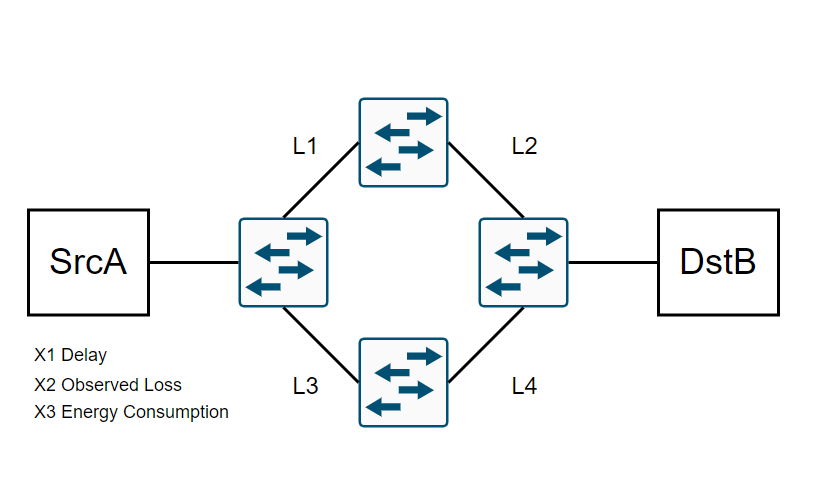 L1
L2
SrcA
DstB
X1 Delay
X2 Observed Loss
X3 Energy Consumption
L3
L4